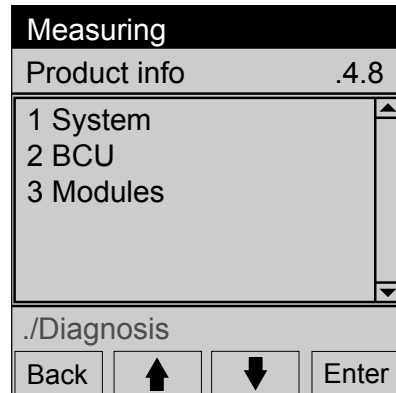 Measuring
Product info .4.8
1 System
2 BCU
3 Modules
./Diagnosis
Back Enter